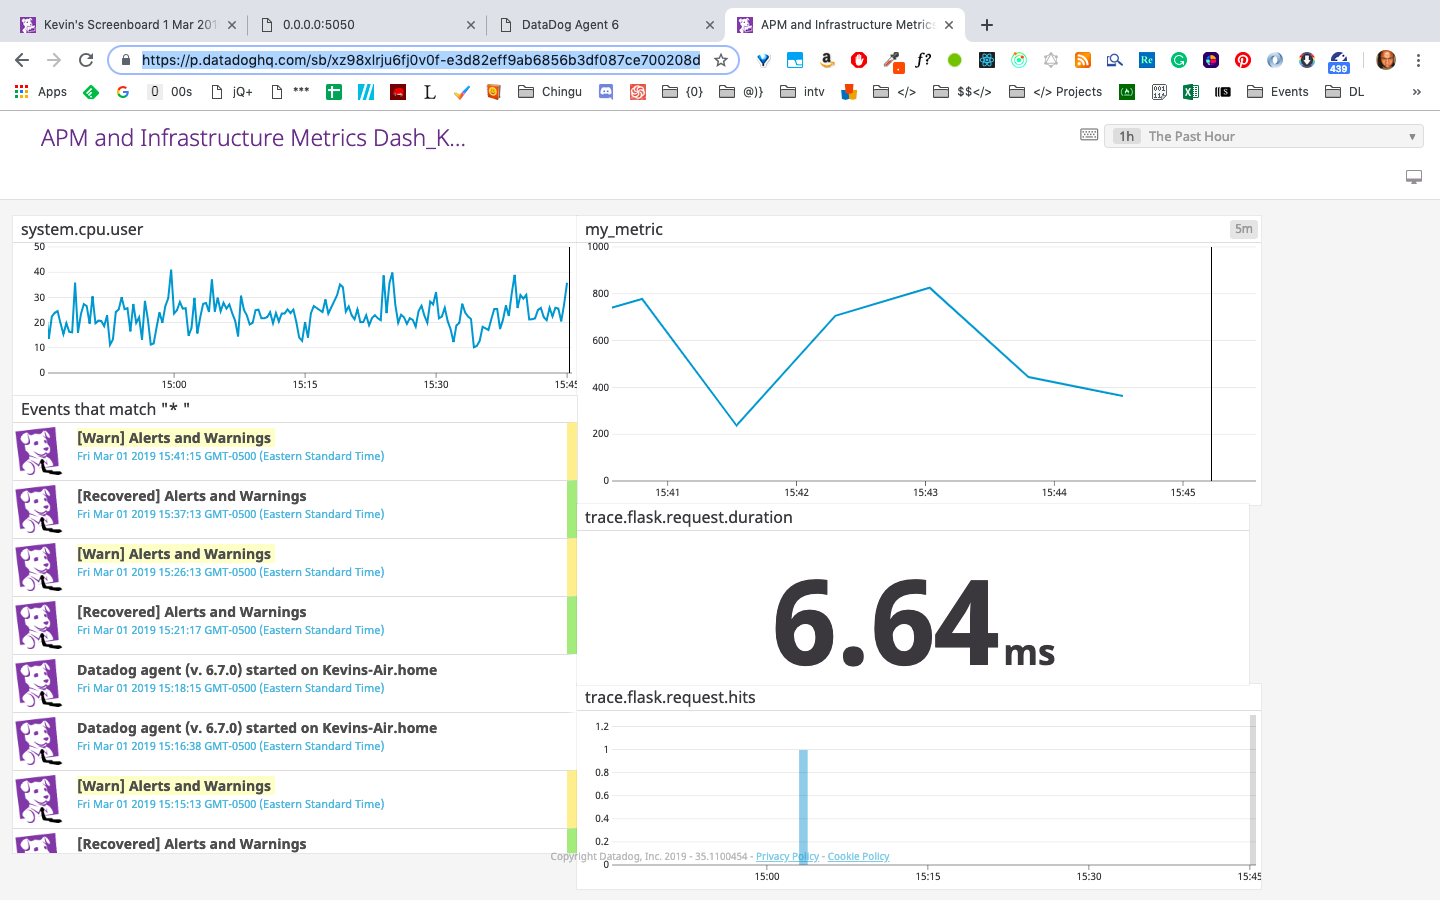 Kevin's Screenboard 1 Mar 201
0.0.0.0:5050
DataDog Agent 6
APM and Infrastructure Metrics
https://p.datadoghq.com/sb/xz98xlrju6fj0v0f-e3d82eff9ab6856b3df087ce700208d
a
f?
Re
439
Apps
G
0 00s
jQ+
***
L
Chingu
{0}
@)}
intv
</>
$$</>
</> Projects
Events
DL
»
APM and Infrastructure Metrics Dash_K...
1h The Past Hour
system.cpu.user
50
40
30
20
10
0
15:00 15:15 15:30 15:45
Events that match "* "
[Warn] Alerts and Warnings
Fri Mar 01 2019 15:41:15 GMT-0500 (Eastern Standard Time)
[Recovered] Alerts and Warnings
Fri Mar 01 2019 15:37:13 GMT-0500 (Eastern Standard Time)
[Warn] Alerts and Warnings
Fri Mar 01 2019 15:26:13 GMT-0500 (Eastern Standard Time)
[Recovered] Alerts and Warnings
Fri Mar 01 2019 15:21:17 GMT-0500 (Eastern Standard Time)
Datadog agent (v. 6.7.0) started on Kevins-Air.home
Fri Mar 01 2019 15:18:15 GMT-0500 (Eastern Standard Time)
Datadog agent (v. 6.7.0) started on Kevins-Air.home
Fri Mar 01 2019 15:16:38 GMT-0500 (Eastern Standard Time)
[Warn] Alerts and Warnings
Fri Mar 01 2019 15:15:13 GMT-0500 (Eastern Standard Time)
[Recovered] Alerts and Warnings
my_metric
5m
1000
800
600
400
200
0
15:41 15:42 15:43 15:44 15:45
trace.flask.request.duration
6.64 ms
trace.flask.request.hits
1.2
1
0.8
0.6
0.4
0.2
0
15:00 15:15 15:30 15:45
Copyright Datadog, Inc. 2019 - 35.1100454 - Privacy Policy - Cookie Policy